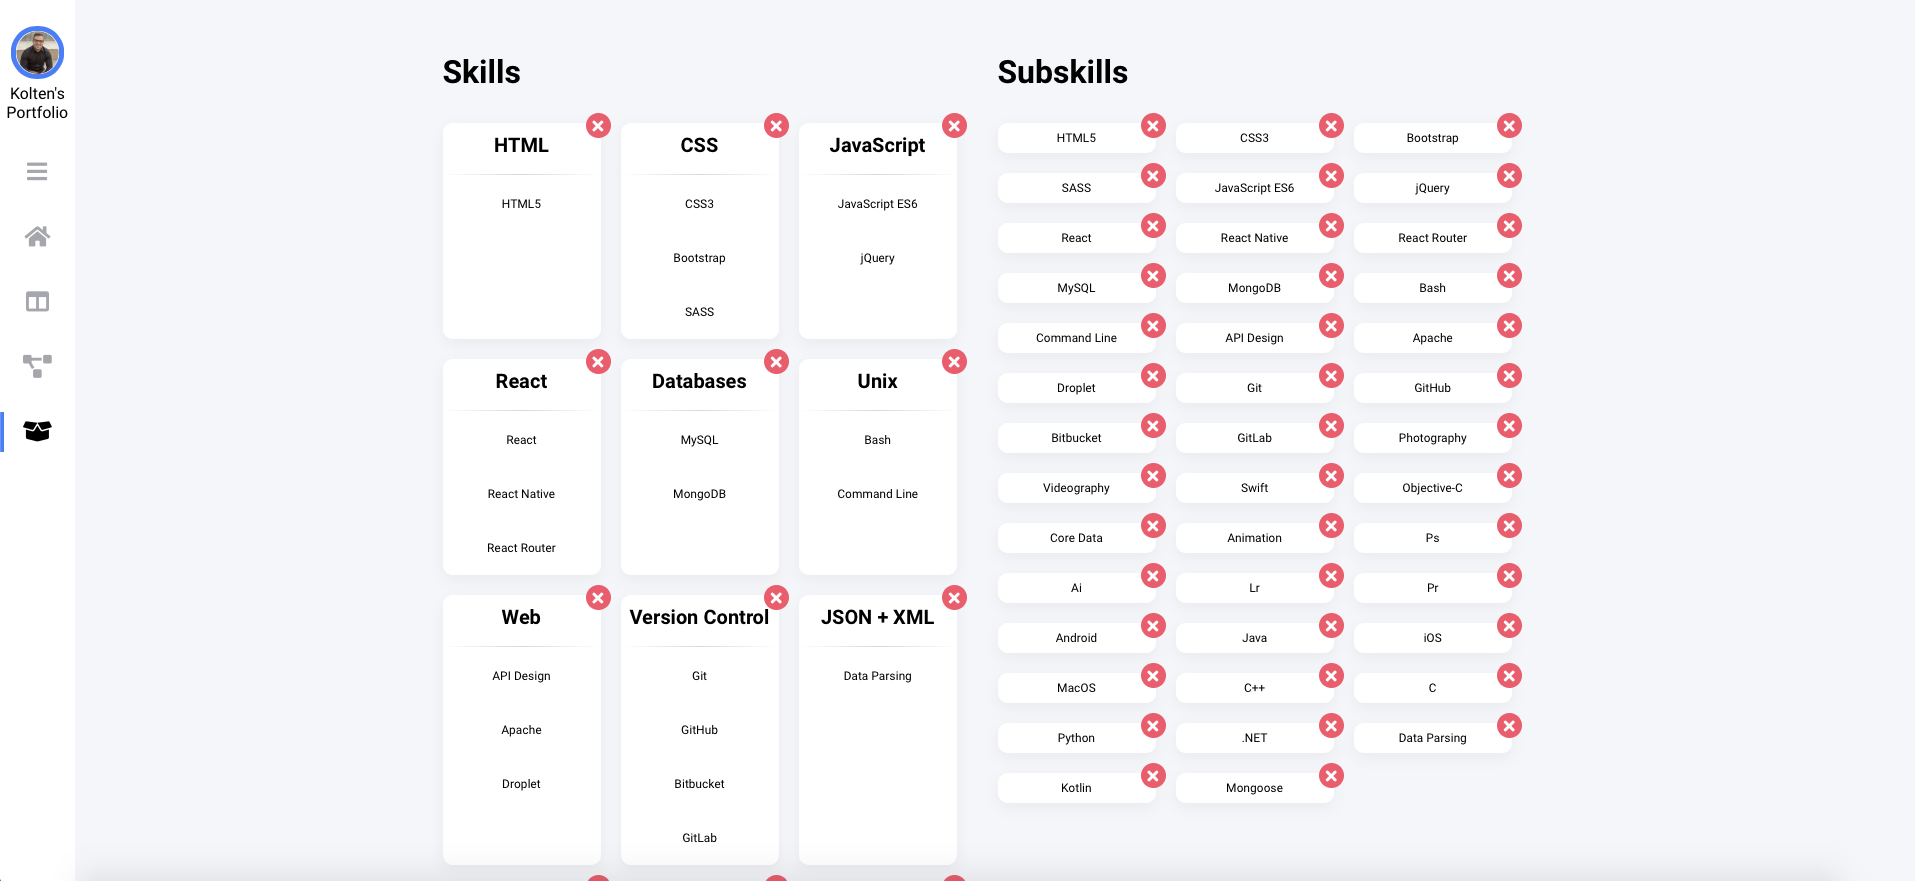 Kolten's
Portfolio
Skills
HTML
HTML5
CSS
CSS3
Bootstrap
SASS
JavaScript
JavaScript ES6
jQuery
React
React
React Native
React Router
Databases
MySQL
MongoDB
Unix
Bash
Command Line
Web
API Design
Apache
Droplet
Version Control
Git
GitHub
Bitbucket
GitLab
JSON + XML
Data Parsing
Subskills
HTML5
CSS3
Bootstrap
SASS
JavaScript ES6
jQuery
React
React Native
React Router
MySQL
MongoDB
Bash
Command Line
API Design
Apache
Droplet
Git
GitHub
Bitbucket
GitLab
Photography
Videography
Swift
Objective-C
Core Data
Animation
Ps
Ai
Lr
Pr
Android
Java
iOS
MacOS
C++
C
Python
.NET
Data Parsing
Kotlin
Mongoose